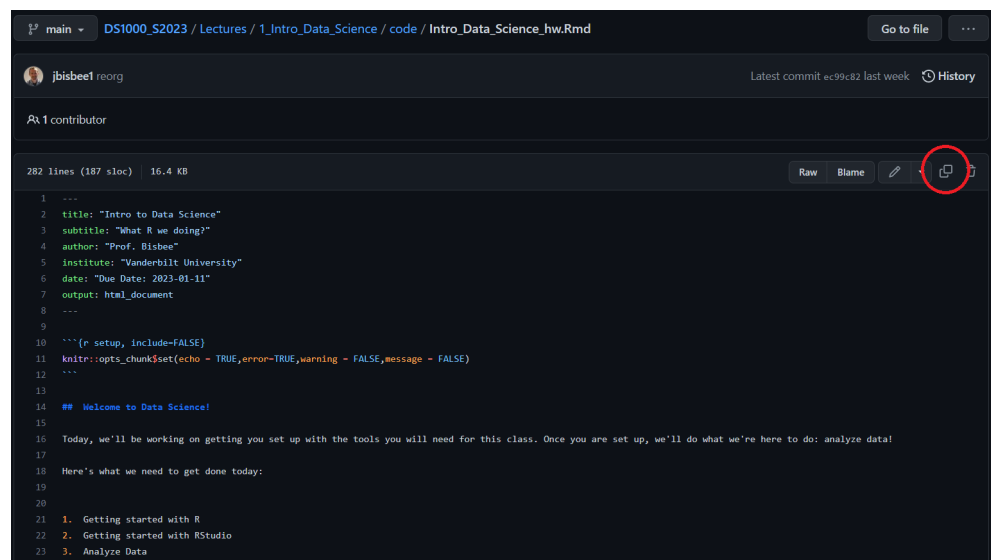 main DS1000_S2023 / Lectures / 1_Intro_Data_Science / code / Intro_Data_Science_hw.Rmd Go to file ...
jbisbee1 reorg Latest commit ec99c82 last week History
1 contributor
282 lines (187 sloc) 16.4 KB Raw Blame
1 ---
2 title: "Intro to Data Science"
3 subtitle: "What R we doing?"
4 author: "Prof. Bisbee"
5 institute: "Vanderbilt University"
6 date: "Due Date: 2023-01-11"
7 output: html_document
8 ---
9
10 ```{r setup, include=FALSE}
11 knitr::opts_chunk$set(echo = TRUE,error=TRUE,warning = FALSE,message = FALSE)
12 ```
13
14 ## Welcome to Data Science!
15
16 Today, we'll be working on getting you set up with the tools you will need for this class. Once you are set up, we'll do what we're here to do: analyze data!
17
18 Here's what we need to get done today:
19
20
21 1. Getting started with R
22 2. Getting started with RStudio
23 3. Analyze Data